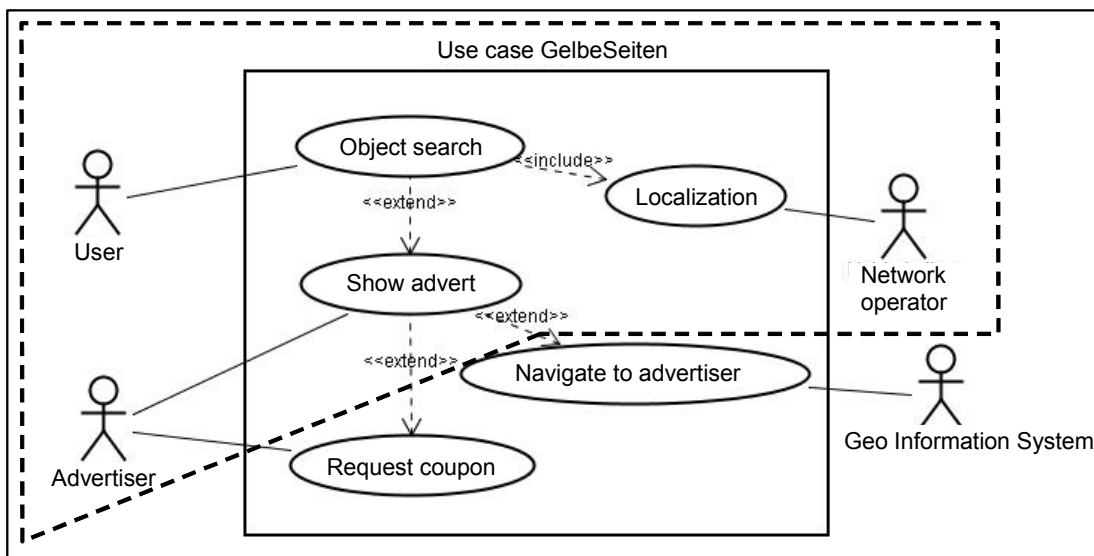 Use case GelbeSeiten
Object search
<<include>>
Localization
User
<<extend>>
Show advert
Network
operator
<<extend>>
<<extend>>
Navigate to advertiser
Geo Information System
Advertiser
Request coupon